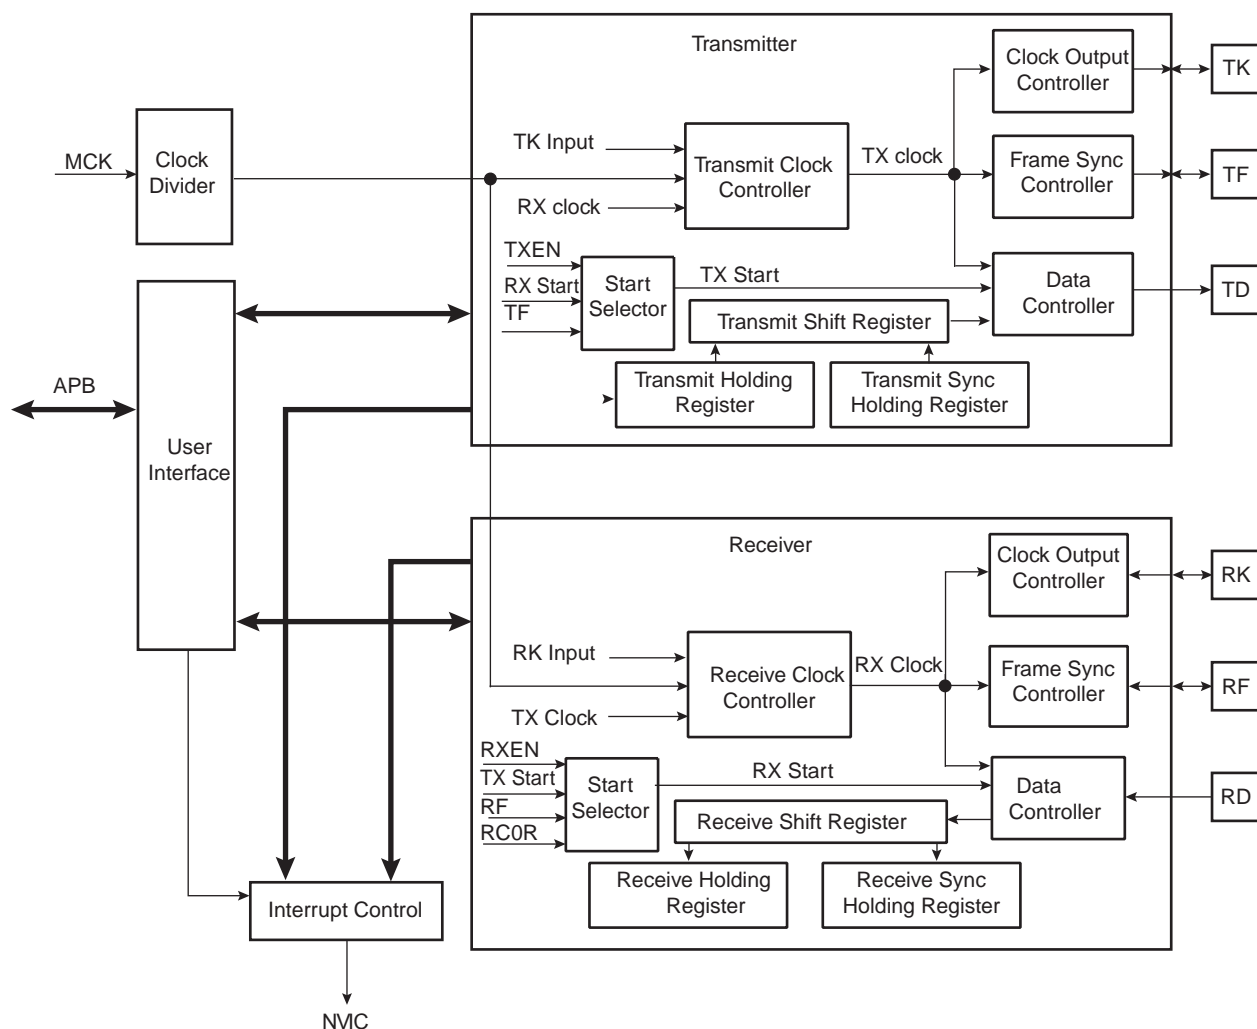 Transmitter
Clock Output
Controller
TK
MCK
Clock
Divider
TK Input
Transmit Clock
Controller
TX clock
Frame Sync
Controller
TF
RX clock
TXEN
RX Start
TF
Start
Selector
TX Start
Data
Controller
TD
Transmit Shift Register
Transmit Holding
Register
Transmit Sync
Holding Register
APB
User
Interface
Receiver
Clock Output
Controller
RK
RK Input
Receive Clock
Controller
RX Clock
Frame Sync
Controller
RF
TX Clock
RXEN
TX Start
RF
RC0R
Start
Selector
RX Start
Data
Controller
RD
Receive Shift Register
Receive Holding
Register
Receive Sync
Holding Register
Interrupt Control
NVIC